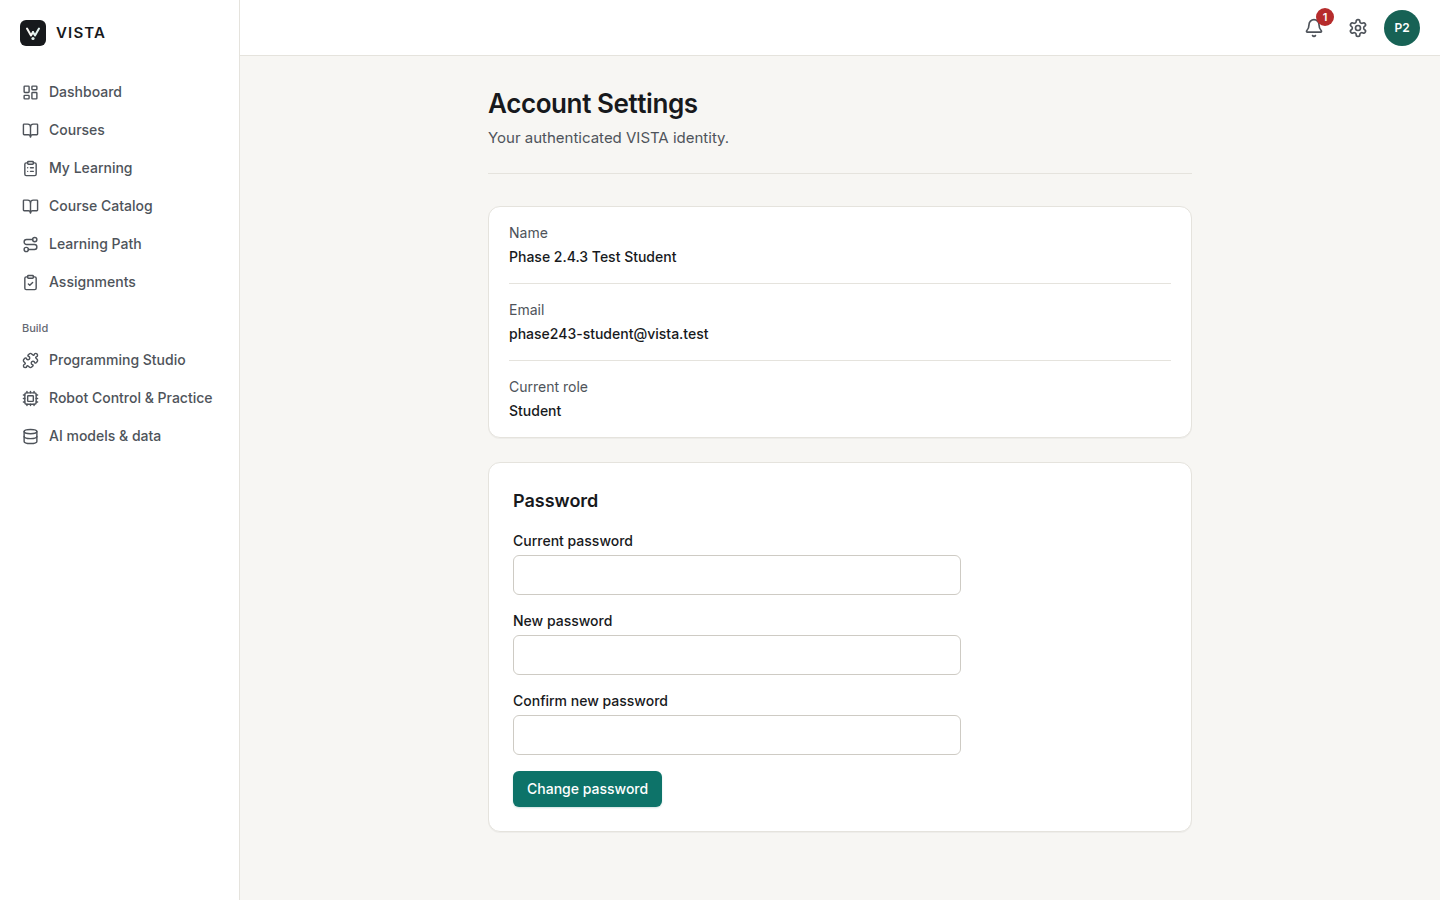 VISTA
Dashboard
Courses
My Learning
Course Catalog
Learning Path
Assignments
Build
Programming Studio
Robot Control & Practice
AI models & data
1
P2
Account Settings
Your authenticated VISTA identity.
Name
Phase 2.4.3 Test Student
Email
phase243-student@vista.test
Current role
Student
Password
Current password
New password
Confirm new password
Change password